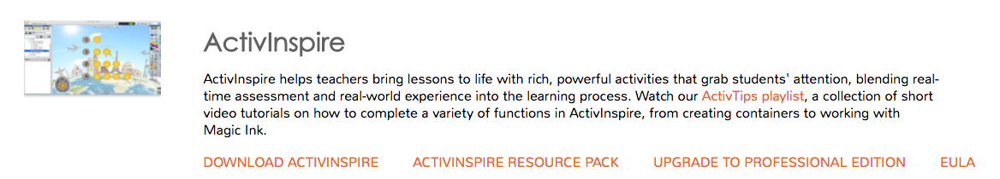 ActivInspire
ActivInspire helps teachers bring lessons to life with rich, powerful activities that grab students' attention, blending real-
time assessment and real-world experience into the learning process. Watch our ActivTips playlist, a collection of short
video tutorials on how to complete a variety of functions in ActivInspire, from creating containers to working with
Magic Ink.
DOWNLOAD ACTIVINSPIRE ACTIVINSPIRE RESOURCE PACK UPGRADE TO PROFESSIONAL EDITION EULA